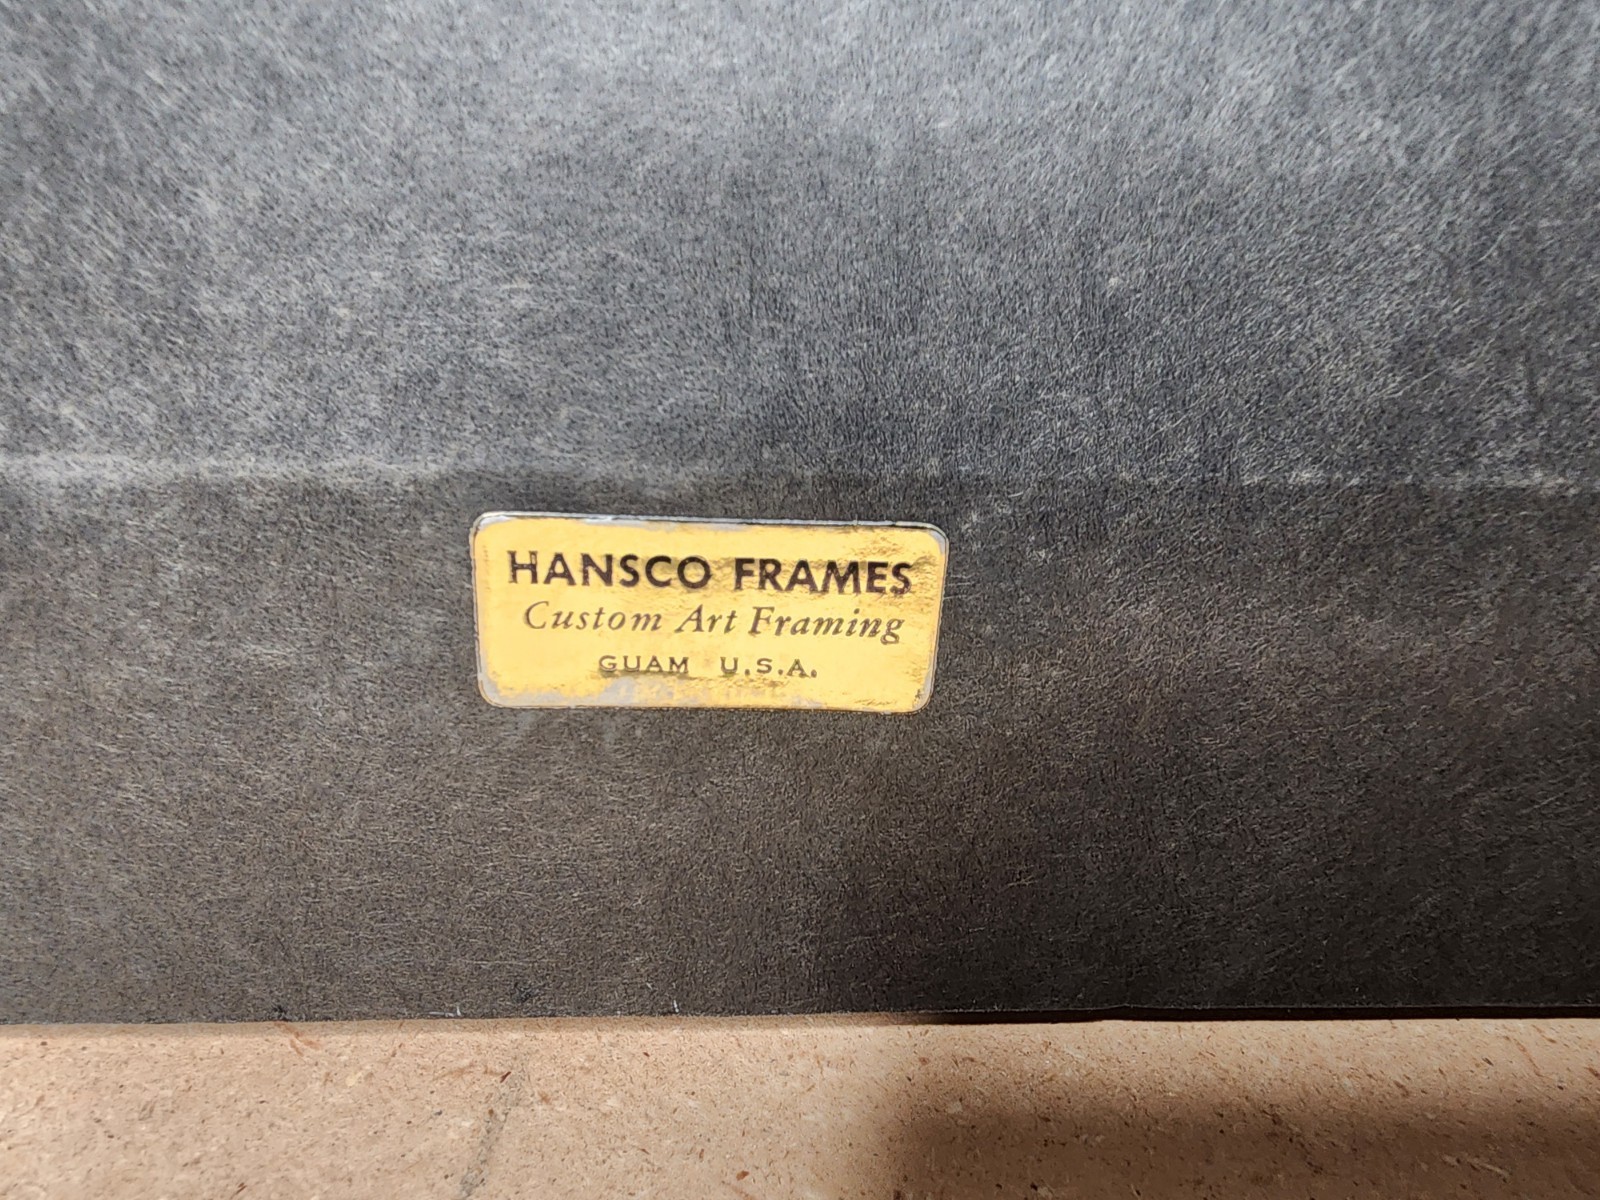 HANSCO FRAMES
Custom Art Framing
GUAM U.S.A.